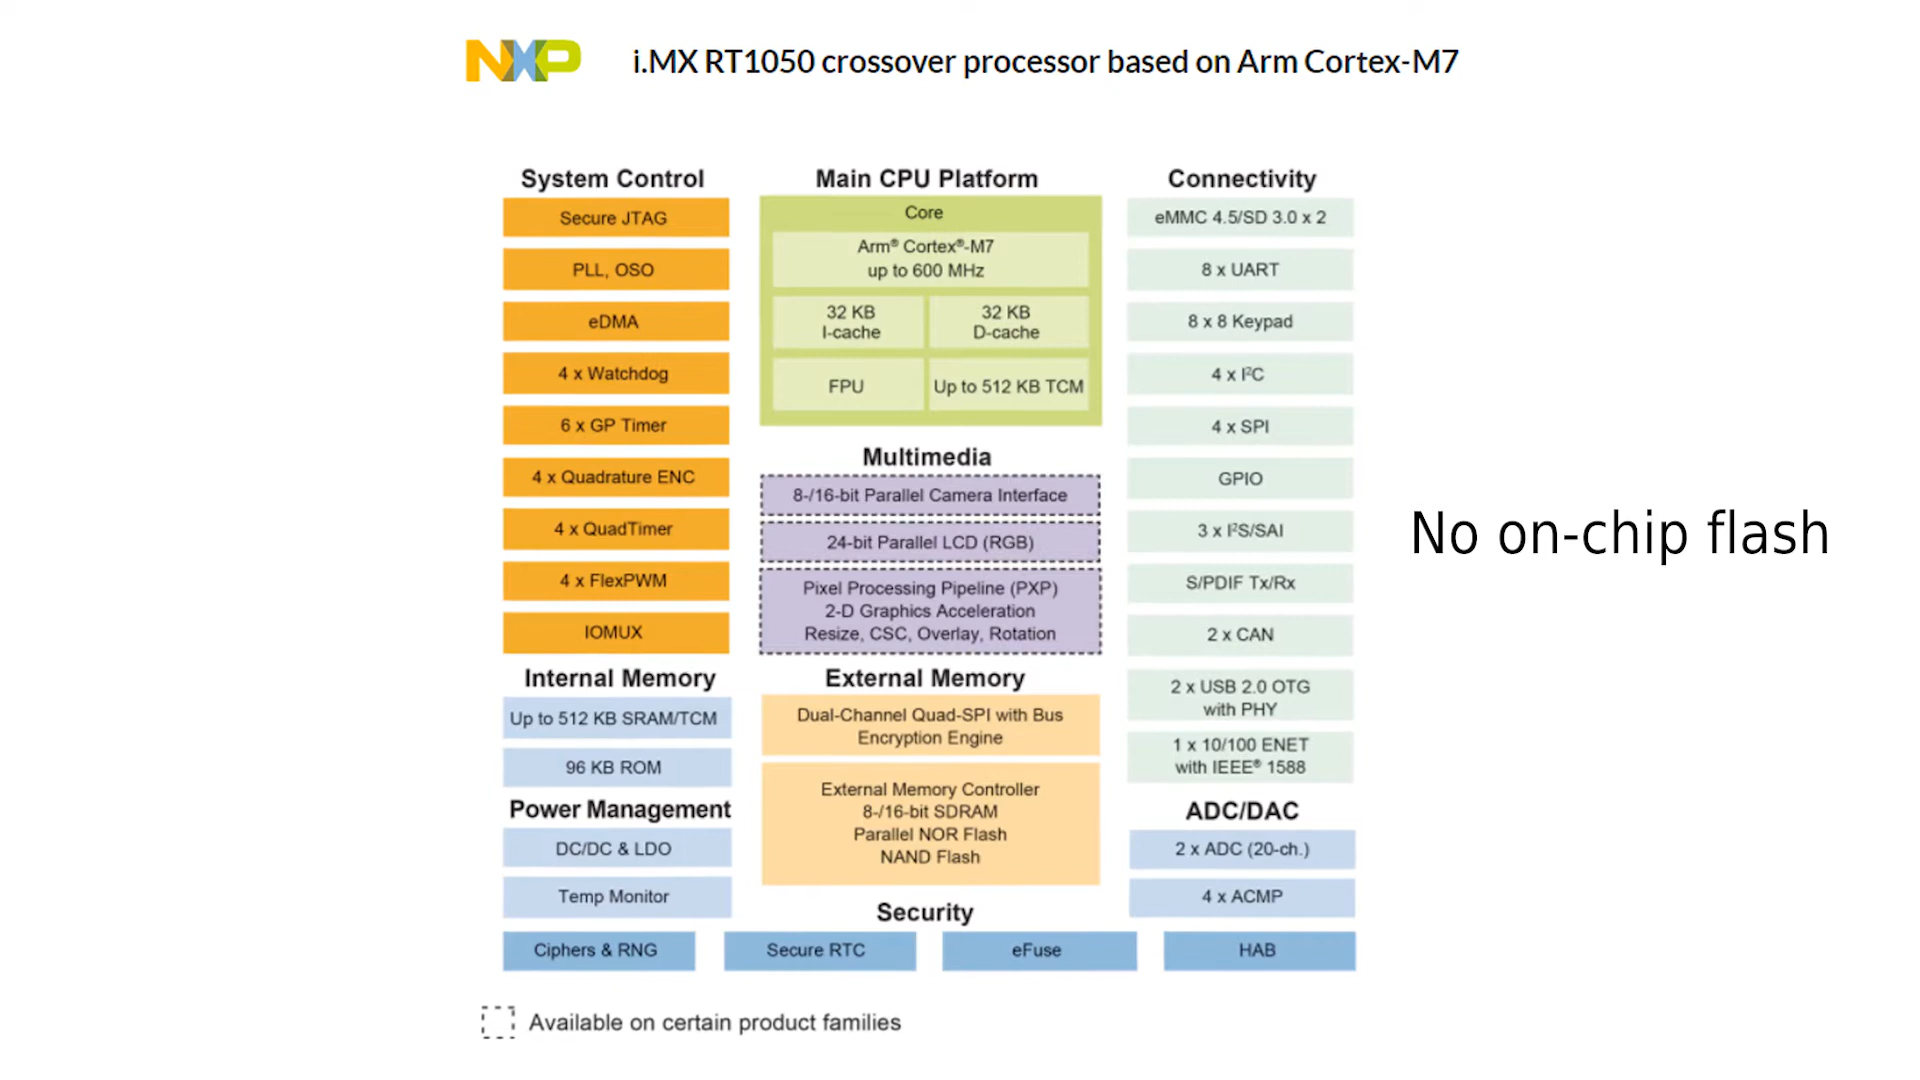 NXP
i.MX RT1050 crossover processor based on Arm Cortex-M7
System Control
Secure JTAG
PLL, OSO
eDMA
4 x Watchdog
6 x GP Timer
4 x Quadrature ENC
4 x QuadTimer
4 x FlexPWM
IOMUX
Internal Memory
Up to 512 KB SRAM/TCM
96 KB ROM
Power Management
DC/DC & LDO
Temp Monitor
Main CPU Platform
Core
Arm® Cortex®-M7
up to 600 MHz
32 KB
I-cache
32 KB
D-cache
FPU
Up to 512 KB TCM
Multimedia
8-/16-bit Parallel Camera Interface
24-bit Parallel LCD (RGB)
Pixel Processing Pipeline (PXP)
2-D Graphics Acceleration
Resize, CSC, Overlay, Rotation
External Memory
Dual-Channel Quad-SPI with Bus
Encryption Engine
External Memory Controller
8-/16-bit SDRAM
Parallel NOR Flash
NAND Flash
Connectivity
eMMC 4.5/SD 3.0 x 2
8 x UART
8 x 8 Keypad
4 x I²C
4 x SPI
GPIO
3 x I²S/SAI
S/PDIF Tx/Rx
2 x CAN
2 x USB 2.0 OTG
with PHY
1 x 10/100 ENET
with IEEE® 1588
ADC/DAC
2 x ADC (20-ch.)
4 x ACMP
Security
Ciphers & RNG
Secure RTC
eFuse
HAB
Available on certain product families
No on-chip flash